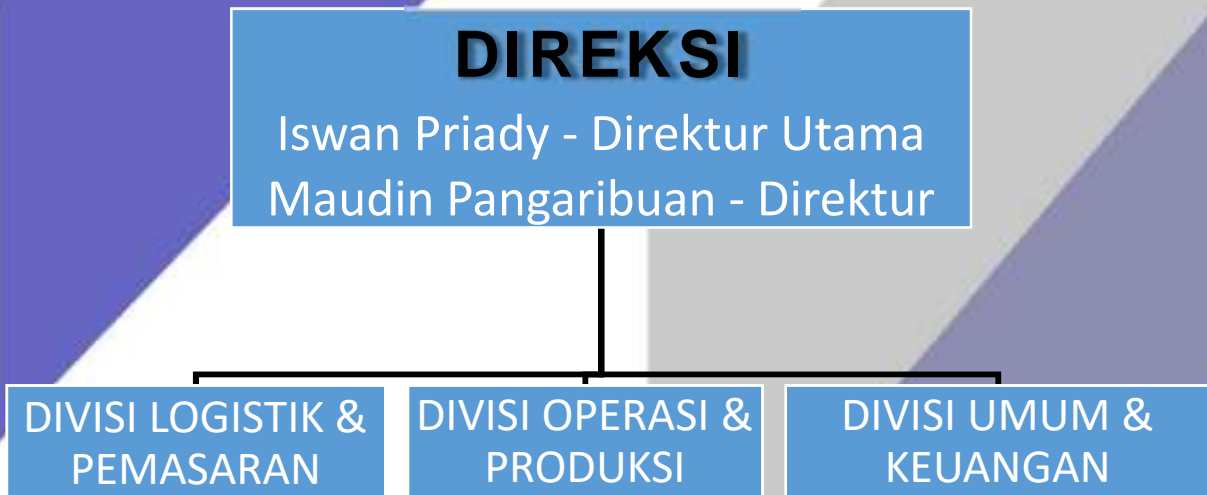 DIREKSI
Iswan Priady - Direktur Utama
Maudin Pangaribuan - Direktur
DIVISI LOGISTIK &
PEMASARAN
DIVISI OPERASI &
PRODUKSI
DIVISI UMUM &
KEUANGAN